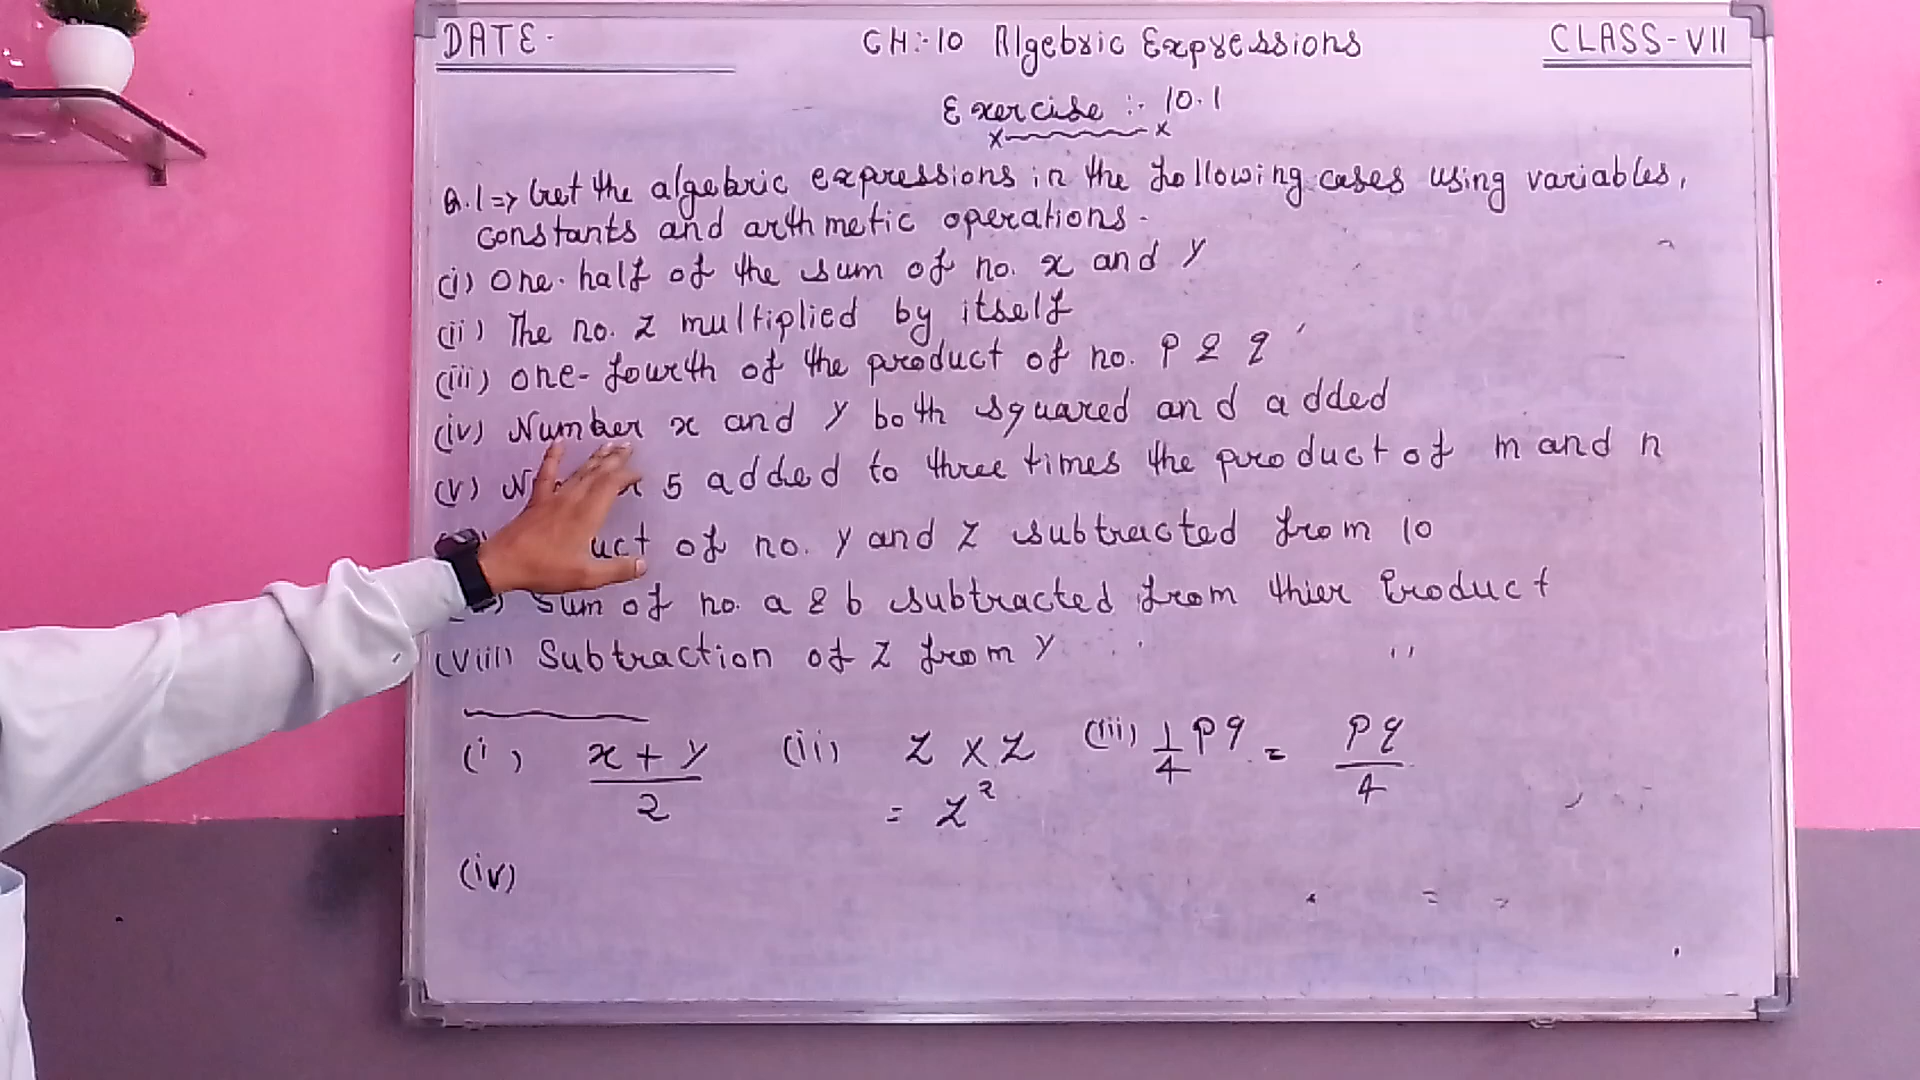 DATE- CH:-10 Algebric Expressions CLASS-VII
Exercise :- 10.1
Q.1=> Get the algebric expressions in the following cases using variables,
constants and arthmetic operations-
(i) One-half of the sum of no. x and y
(ii) The no. z multiplied by itself
(iii) One-fourth of the product of no. p & q
(iv) Number x and y both squared and added
(v) 5 added to three times the product of m and n
of no. y and z subtracted from 10
Sum of no. a & b subtracted from thier Product
(viii) Subtraction of z from y
(i) x+y/2 (ii) z×z (iii) 1/4 pq = pq/4
= z²
(iv)